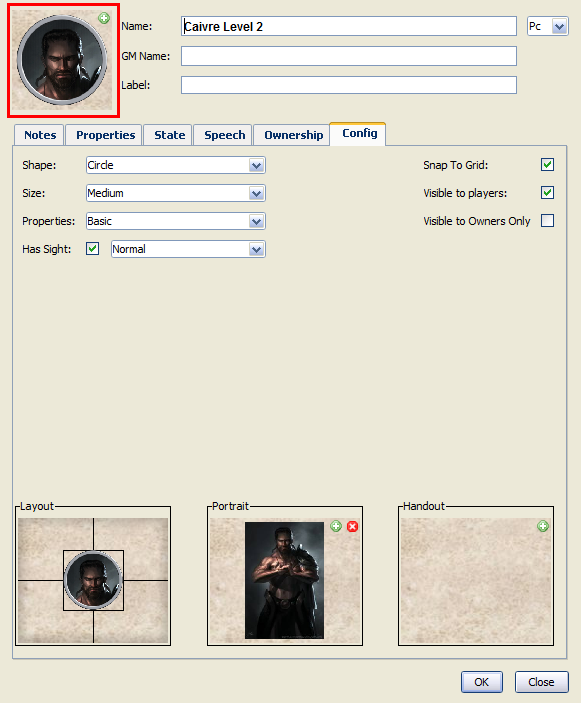 Name: Caivre Level 2 Pc
GM Name:
Label:
Notes Properties State Speech Ownership Config
Shape: Circle Snap To Grid:
Size: Medium Visible to players:
Properties: Basic Visible to Owners Only
Has Sight: Normal
Layout Portrait Handout
OK Close